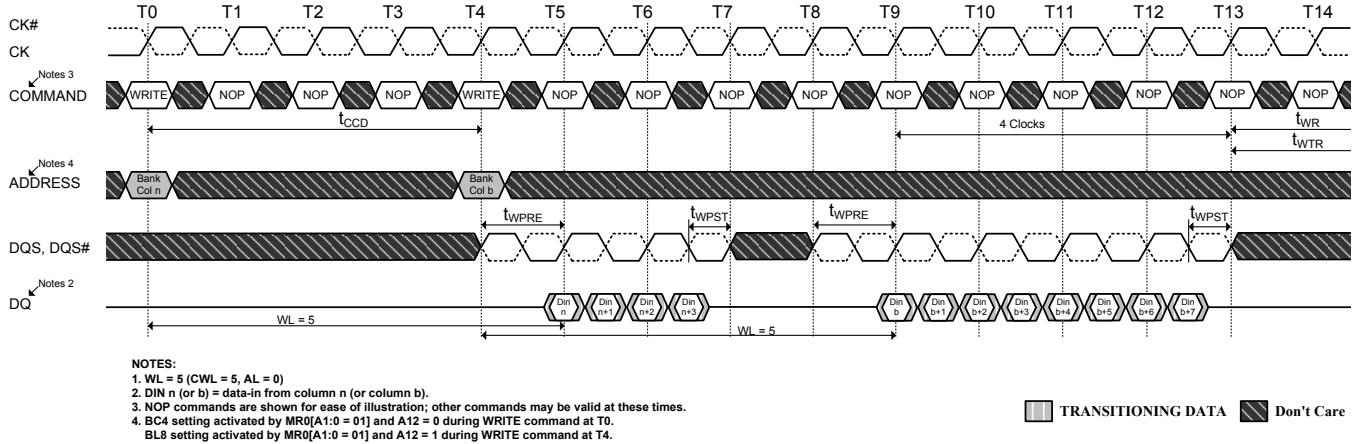 T0 T1 T2 T3 T4 T5 T6 T7 T8 T9 T10 T11 T12 T13 T14
CK#
CK
Notes 3
COMMAND WRITE NOP NOP NOP WRITE NOP NOP NOP NOP NOP NOP NOP NOP NOP NOP
tCCD 4 Clocks tWR
tWTR
Notes 4
ADDRESS Bank Col n Bank Col b
tWPRE tWPST tWPRE tWPST
DQS, DQS#
Notes 2
DQ Din n Din n+1 Din n+2 Din n+3 Din b Din b+1 Din b+2 Din b+3 Din b+4 Din b+5 Din b+6 Din b+7
WL = 5 WL = 5
NOTES:
1. WL = 5 (CWL = 5, AL = 0)
2. DIN n (or b) = data-in from column n (or column b).
3. NOP commands are shown for ease of illustration; other commands may be valid at these times.
4. BC4 setting activated by MR0[A1:0 = 01] and A12 = 0 during WRITE command at T0.
BL8 setting activated by MR0[A1:0 = 01] and A12 = 1 during WRITE command at T4.
TRANSITIONING DATA Don't Care